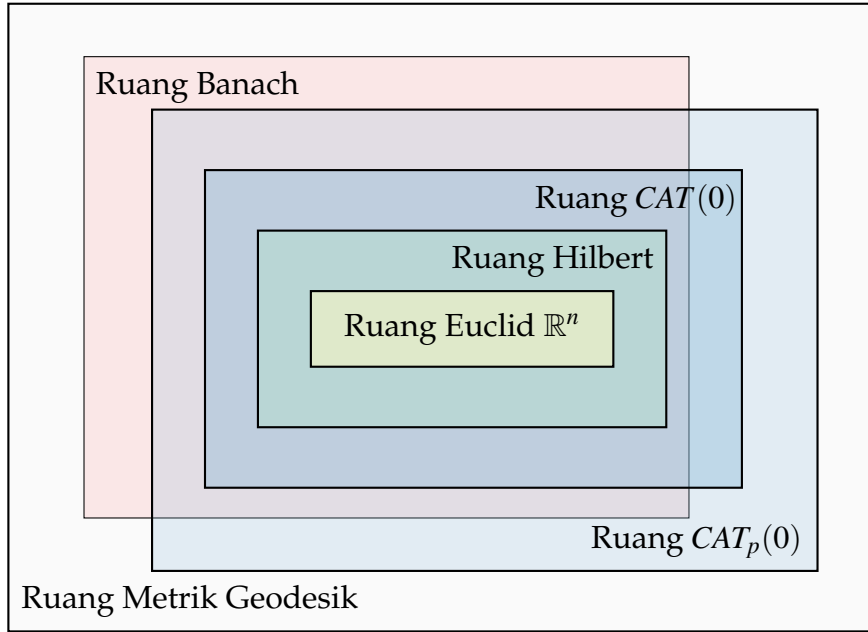 Ruang Banach
Ruang CAT(0)
Ruang Hilbert
Ruang Euclid ℝⁿ
Ruang CATₚ(0)
Ruang Metrik Geodesik